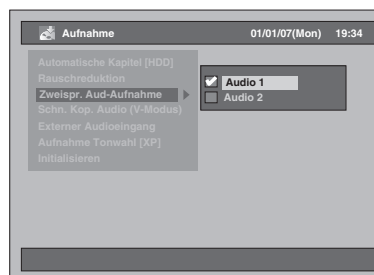 Aufnahme 01/01/07(Mon) 19:34
Automatische Kapitel [HDD]
Rauschreduktion
Zweispr. Aud-Aufnahme
Schn. Kop. Audio (V-Modus)
Externer Audioeingang
Aufnahme Tonwahl [XP]
Initialisieren
Audio 1
Audio 2